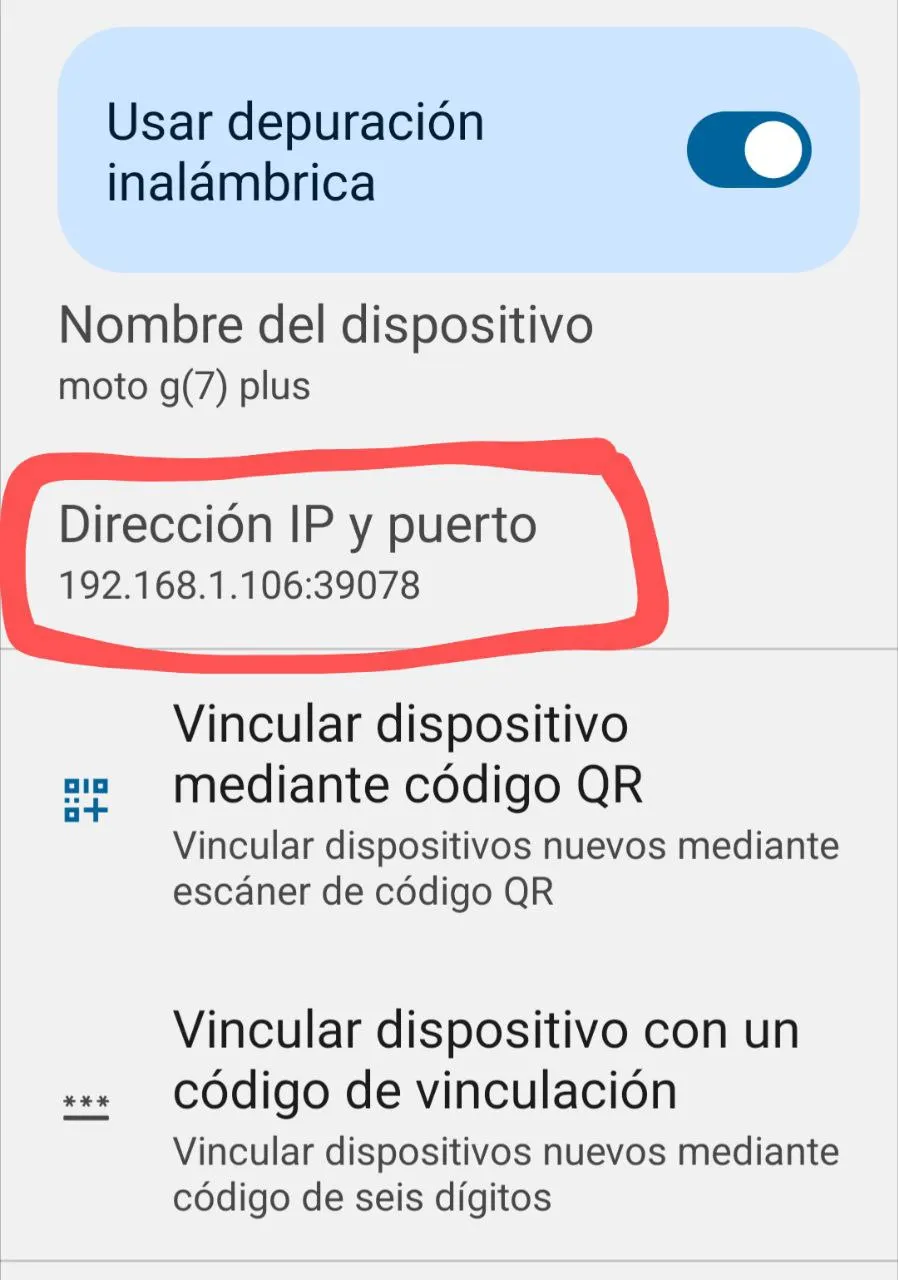 Usar depuración
inalámbrica
Nombre del dispositivo
moto g(7) plus
Dirección IP y puerto
192.168.1.106:39078
Vincular dispositivo
mediante código QR
Vincular dispositivos nuevos mediante
escáner de código QR
***
Vincular dispositivo con un
código de vinculación
Vincular dispositivos nuevos mediante
código de seis dígitos